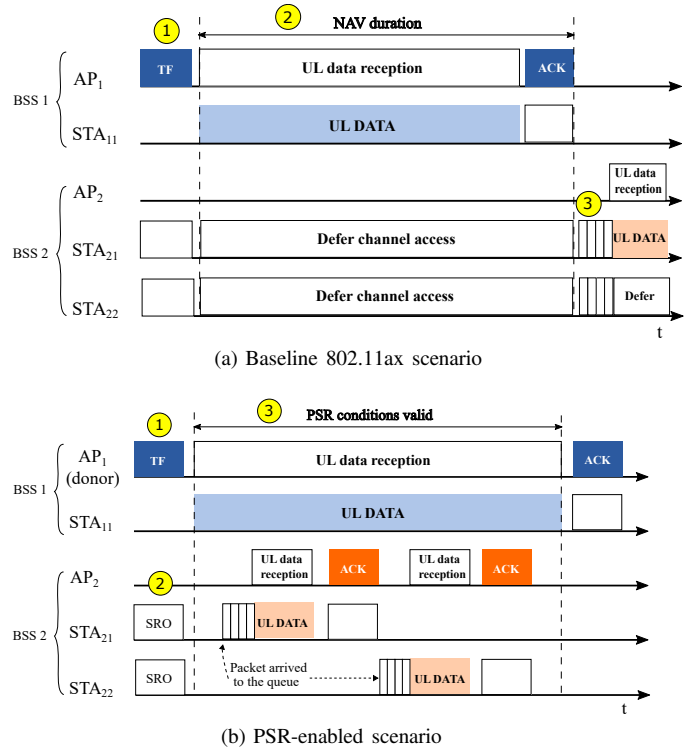 1
2
NAV duration
TF
UL data reception
ACK
AP1
BSS 1
UL DATA
STA11
AP2
UL data
reception
3
BSS 2
STA21
Defer channel access
UL DATA
STA22
Defer channel access
Defer
t
(a) Baseline 802.11ax scenario
1
3
PSR conditions valid
AP1
(donor)
TF
UL data reception
ACK
BSS 1
UL DATA
STA11
AP2
UL data
reception
ACK
UL data
reception
ACK
2
BSS 2
STA21
SRO
UL DATA
Packet arrived
to the queue
STA22
SRO
UL DATA
t
(b) PSR-enabled scenario